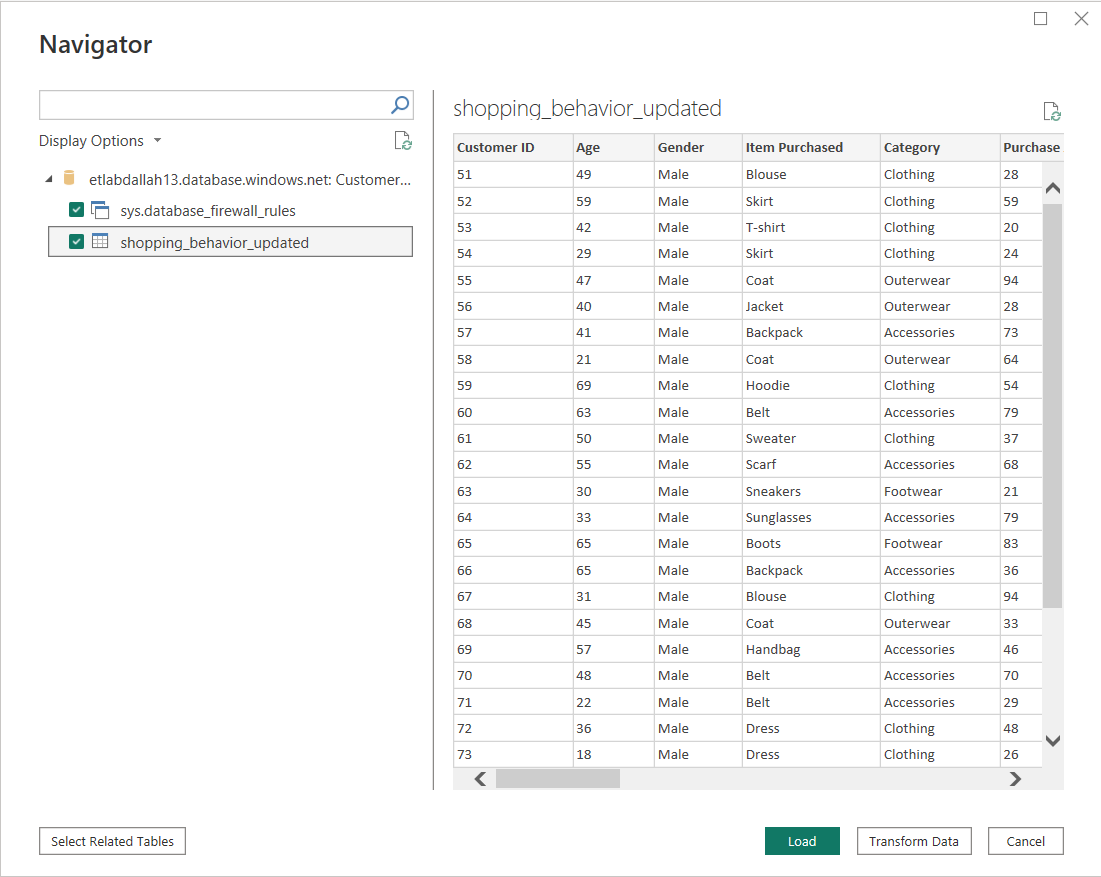 Navigator
Display Options
etlabdallah13.database.windows.net: Customer...
sys.database_firewall_rules
shopping_behavior_updated
shopping_behavior_updated
Customer ID Age Gender Item Purchased Category Purchase
51 49 Male Blouse Clothing 28
52 59 Male Skirt Clothing 59
53 42 Male T-shirt Clothing 20
54 29 Male Skirt Clothing 24
55 47 Male Coat Outerwear 94
56 40 Male Jacket Outerwear 28
57 41 Male Backpack Accessories 73
58 21 Male Coat Outerwear 64
59 69 Male Hoodie Clothing 54
60 63 Male Belt Accessories 79
61 50 Male Sweater Clothing 37
62 55 Male Scarf Accessories 68
63 30 Male Sneakers Footwear 21
64 33 Male Sunglasses Accessories 79
65 65 Male Boots Footwear 83
66 65 Male Backpack Accessories 36
67 31 Male Blouse Clothing 94
68 45 Male Coat Outerwear 33
69 57 Male Handbag Accessories 46
70 48 Male Belt Accessories 70
71 22 Male Belt Accessories 29
72 36 Male Dress Clothing 48
73 18 Male Dress Clothing 26
Select Related Tables
Load
Transform Data
Cancel